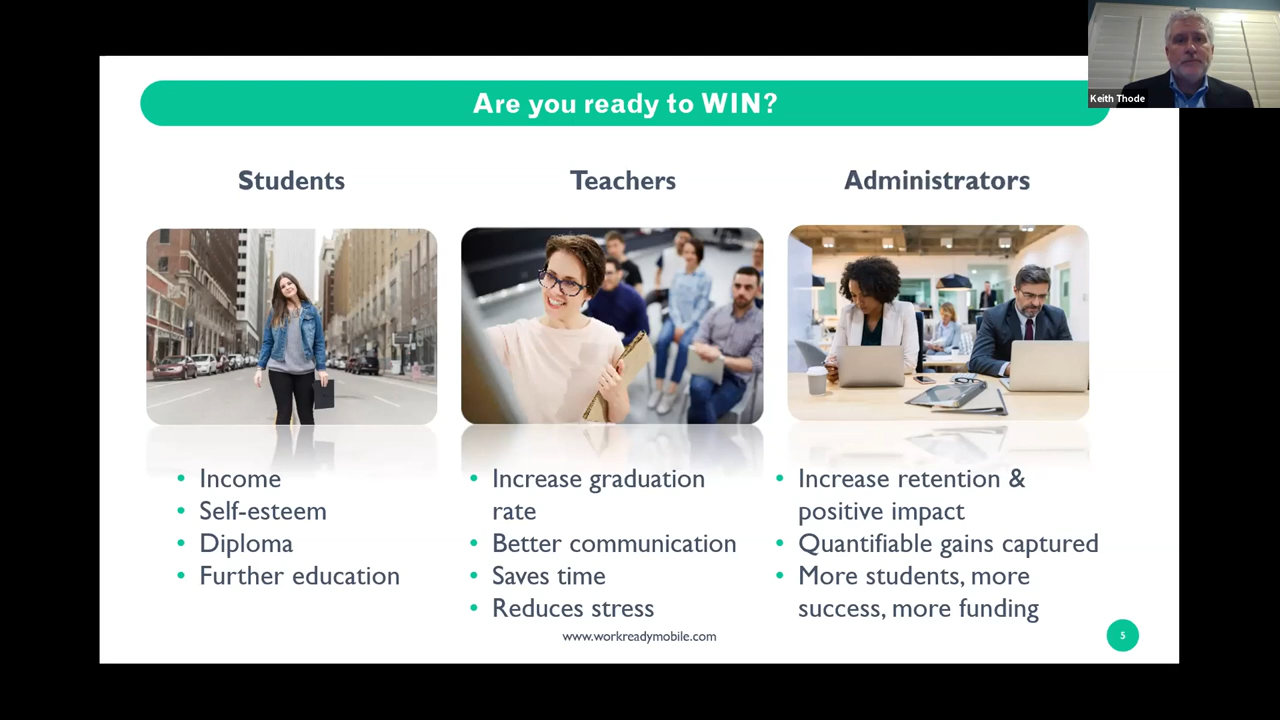 Are you ready to WIN?
Keith Thode
Students
Teachers
Administrators
• Income
• Self-esteem
• Diploma
• Further education
• Increase graduation
rate
• Better communication
• Saves time
• Reduces stress
• Increase retention &
positive impact
• Quantifiable gains captured
• More students, more
success, more funding
www.workreadymobile.com
5